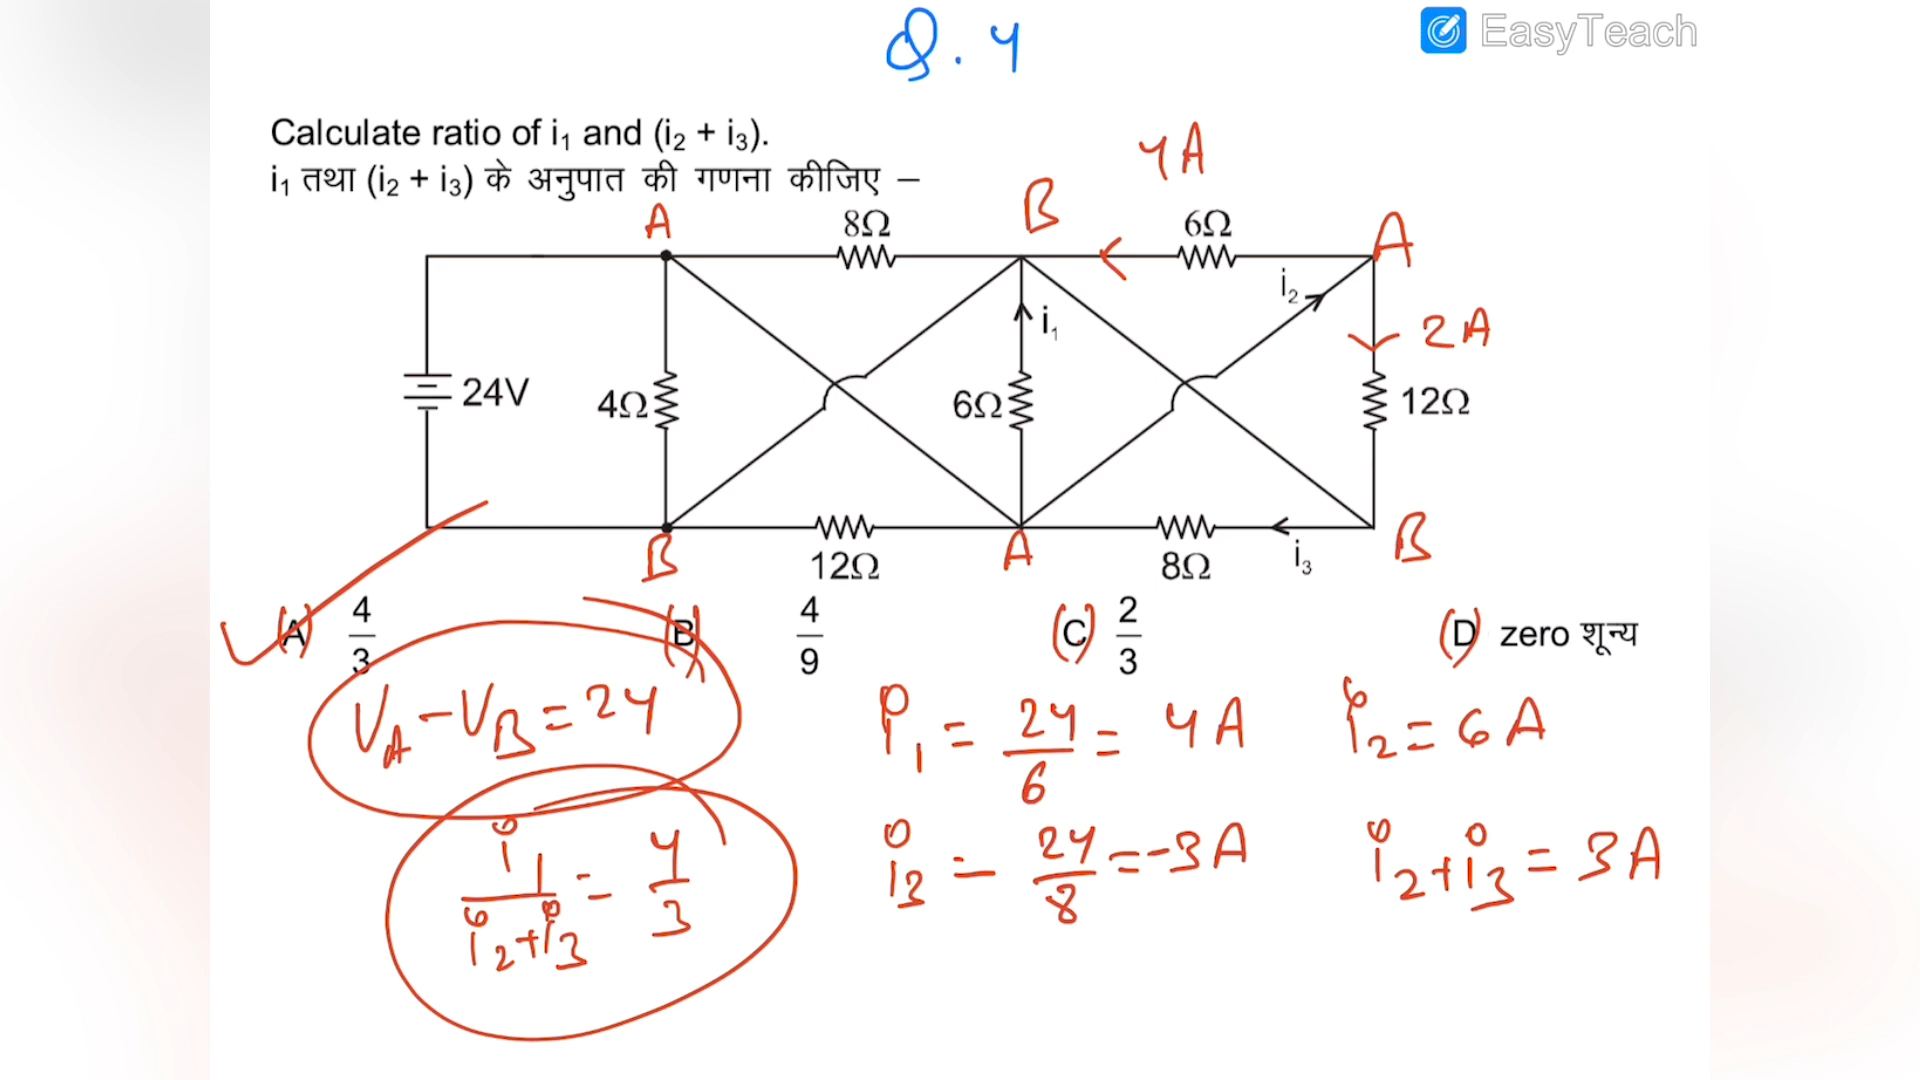 Q.4
EasyTeach
Calculate ratio of i₁ and (i₂ + i₃).
i₁ तथा (i₂ + i₃) के अनुपात की गणना कीजिए –
4A
A
8Ω
B
6Ω
A
i₂
i₁
2A
24V
4Ω
6Ω
12Ω
B
12Ω
A
8Ω
i₃
B
(A) 4/3 (B) 4/9 (C) 2/3 (D) zero शून्य
V_A - V_B = 24
i₁ = 24/6 = 4A
i₂ = 6A
i₁/(i₂+i₃) = 4/3
i₃ = 24/8 = -3A
i₂+i₃ = 3A